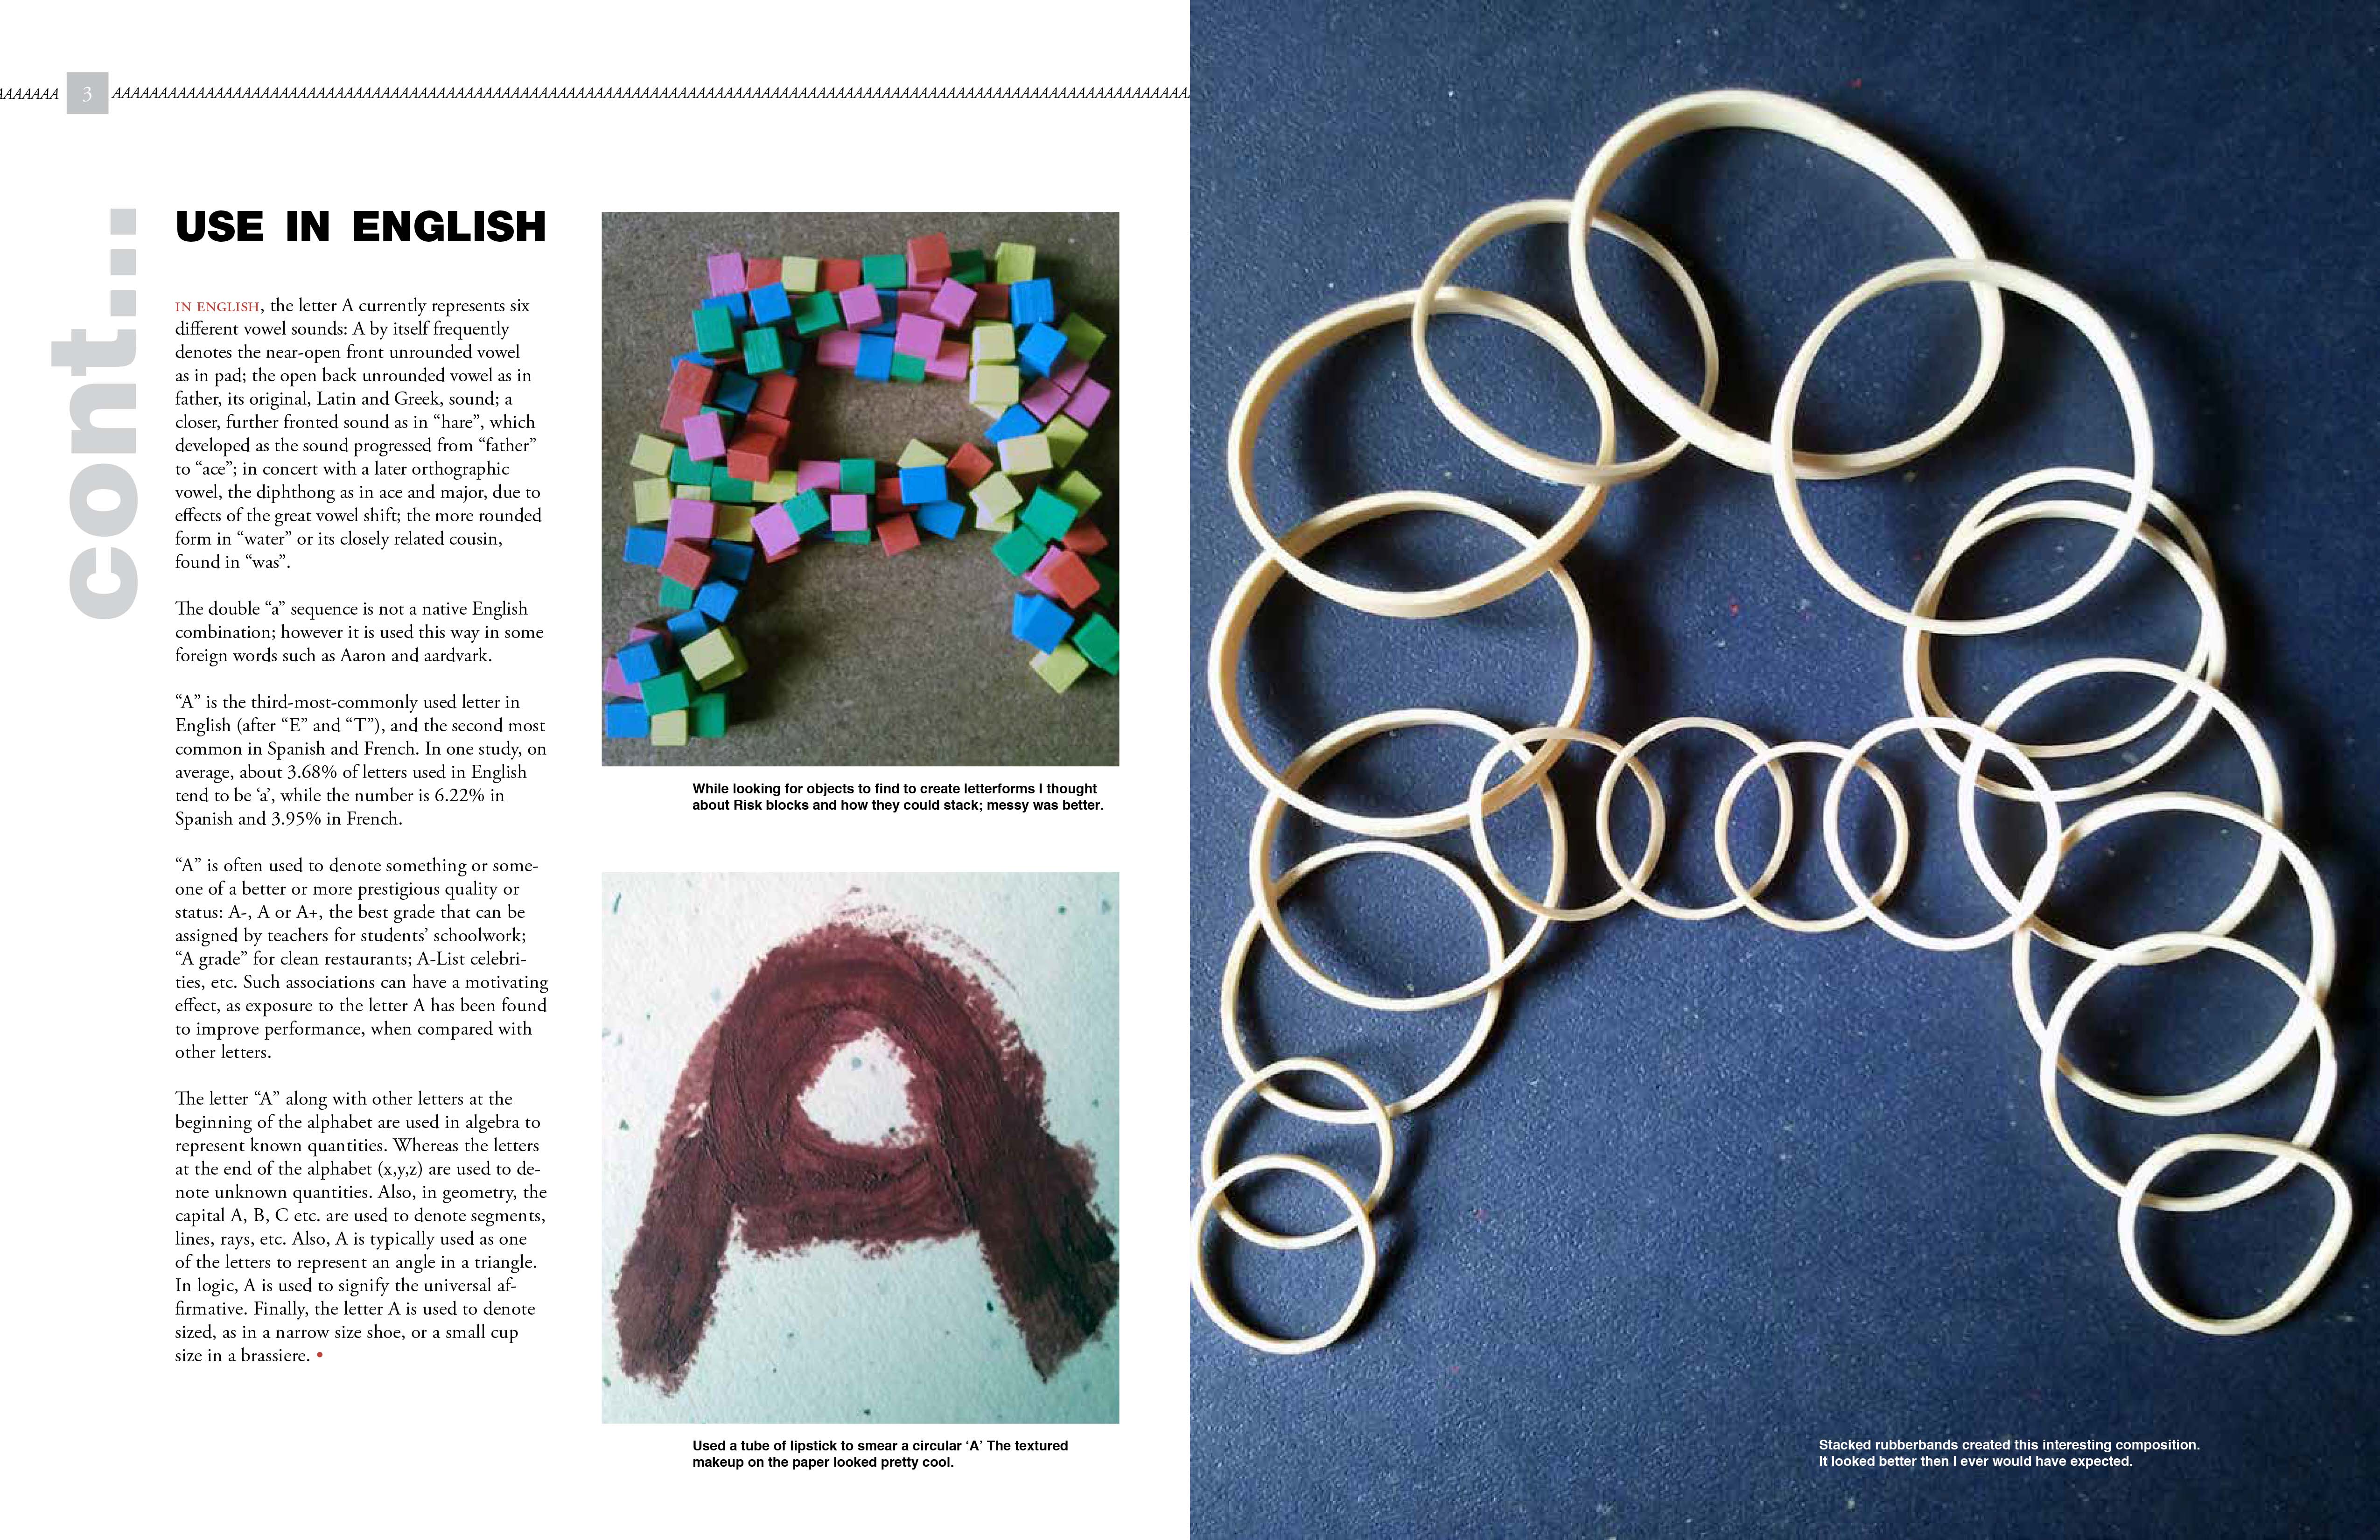 AAAAAAA 3 AAAAAAAAAAAAAAAAAAAAAAAAAAAAAAAAAAAAAAAAAAAAAAAAAAAAAAAAAAAAAAAAAAAAAAAAAAAAAAAAAAAAAAAAAAAAAAAAAAAAAAAAAAAAAAAAAAAAAAAAAA
cont...
USE IN ENGLISH
IN ENGLISH, the letter A currently represents six
different vowel sounds: A by itself frequently
denotes the near-open front unrounded vowel
as in pad; the open back unrounded vowel as in
father, its original, Latin and Greek, sound; a
closer, further fronted sound as in “hare”, which
developed as the sound progressed from “father”
to “ace”; in concert with a later orthographic
vowel, the diphthong as in ace and major, due to
effects of the great vowel shift; the more rounded
form in “water” or its closely related cousin,
found in “was”.
The double “a” sequence is not a native English
combination; however it is used this way in some
foreign words such as Aaron and aardvark.
“A” is the third-most-commonly used letter in
English (after “E” and “T”), and the second most
common in Spanish and French. In one study, on
average, about 3.68% of letters used in English
tend to be ‘a’, while the number is 6.22% in
Spanish and 3.95% in French.
“A” is often used to denote something or some-
one of a better or more prestigious quality or
status: A-, A or A+, the best grade that can be
assigned by teachers for students’ schoolwork;
“A grade” for clean restaurants; A-List celebri-
ties, etc. Such associations can have a motivating
effect, as exposure to the letter A has been found
to improve performance, when compared with
other letters.
The letter “A” along with other letters at the
beginning of the alphabet are used in algebra to
represent known quantities. Whereas the letters
at the end of the alphabet (x,y,z) are used to de-
note unknown quantities. Also, in geometry, the
capital A, B, C etc. are used to denote segments,
lines, rays, etc. Also, A is typically used as one
of the letters to represent an angle in a triangle.
In logic, A is used to signify the universal af-
firmative. Finally, the letter A is used to denote
sized, as in a narrow size shoe, or a small cup
size in a brassiere. •
A
While looking for objects to find to create letterforms I thought
about Risk blocks and how they could stack; messy was better.
A
Used a tube of lipstick to smear a circular ‘A’ The textured
makeup on the paper looked pretty cool.
A
Stacked rubberbands created this interesting composition.
It looked better then I ever would have expected.